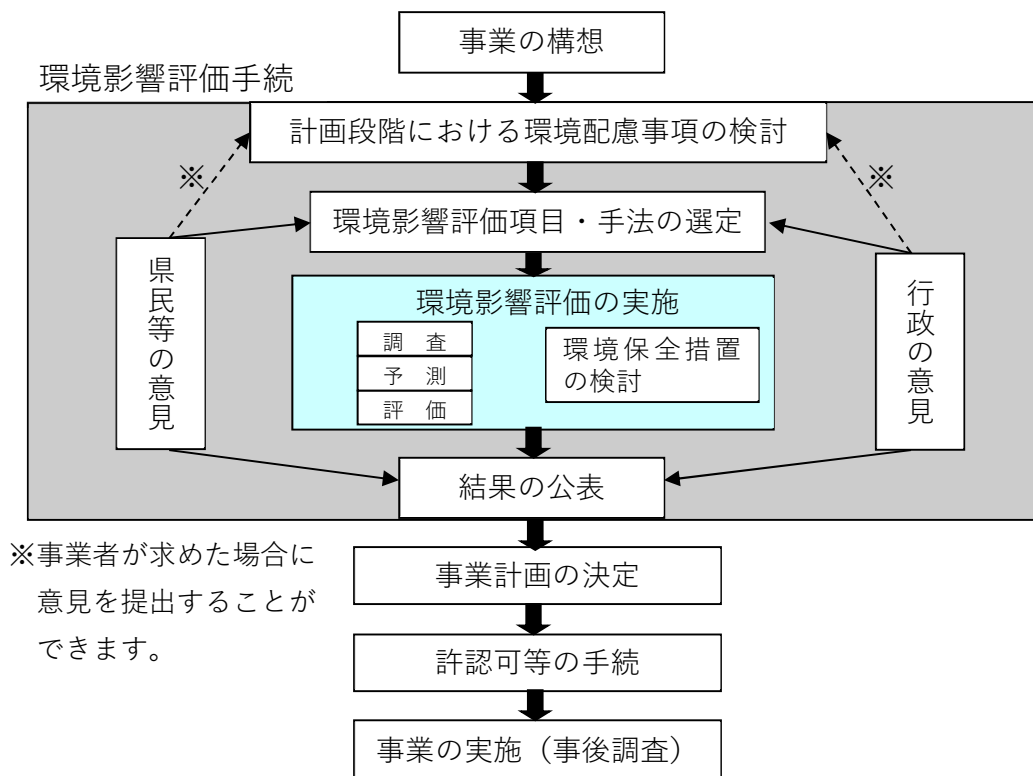 事業の構想
環境影響評価手続
計画段階における環境配慮事項の検討
※
※
環境影響評価項目・手法の選定
県民等の意見
行政の意見
環境影響評価の実施
調 査
予 測
評 価
環境保全措置
の検討
結果の公表
※事業者が求めた場合に
意見を提出することが
できます。
事業計画の決定
許認可等の手続
事業の実施（事後調査）